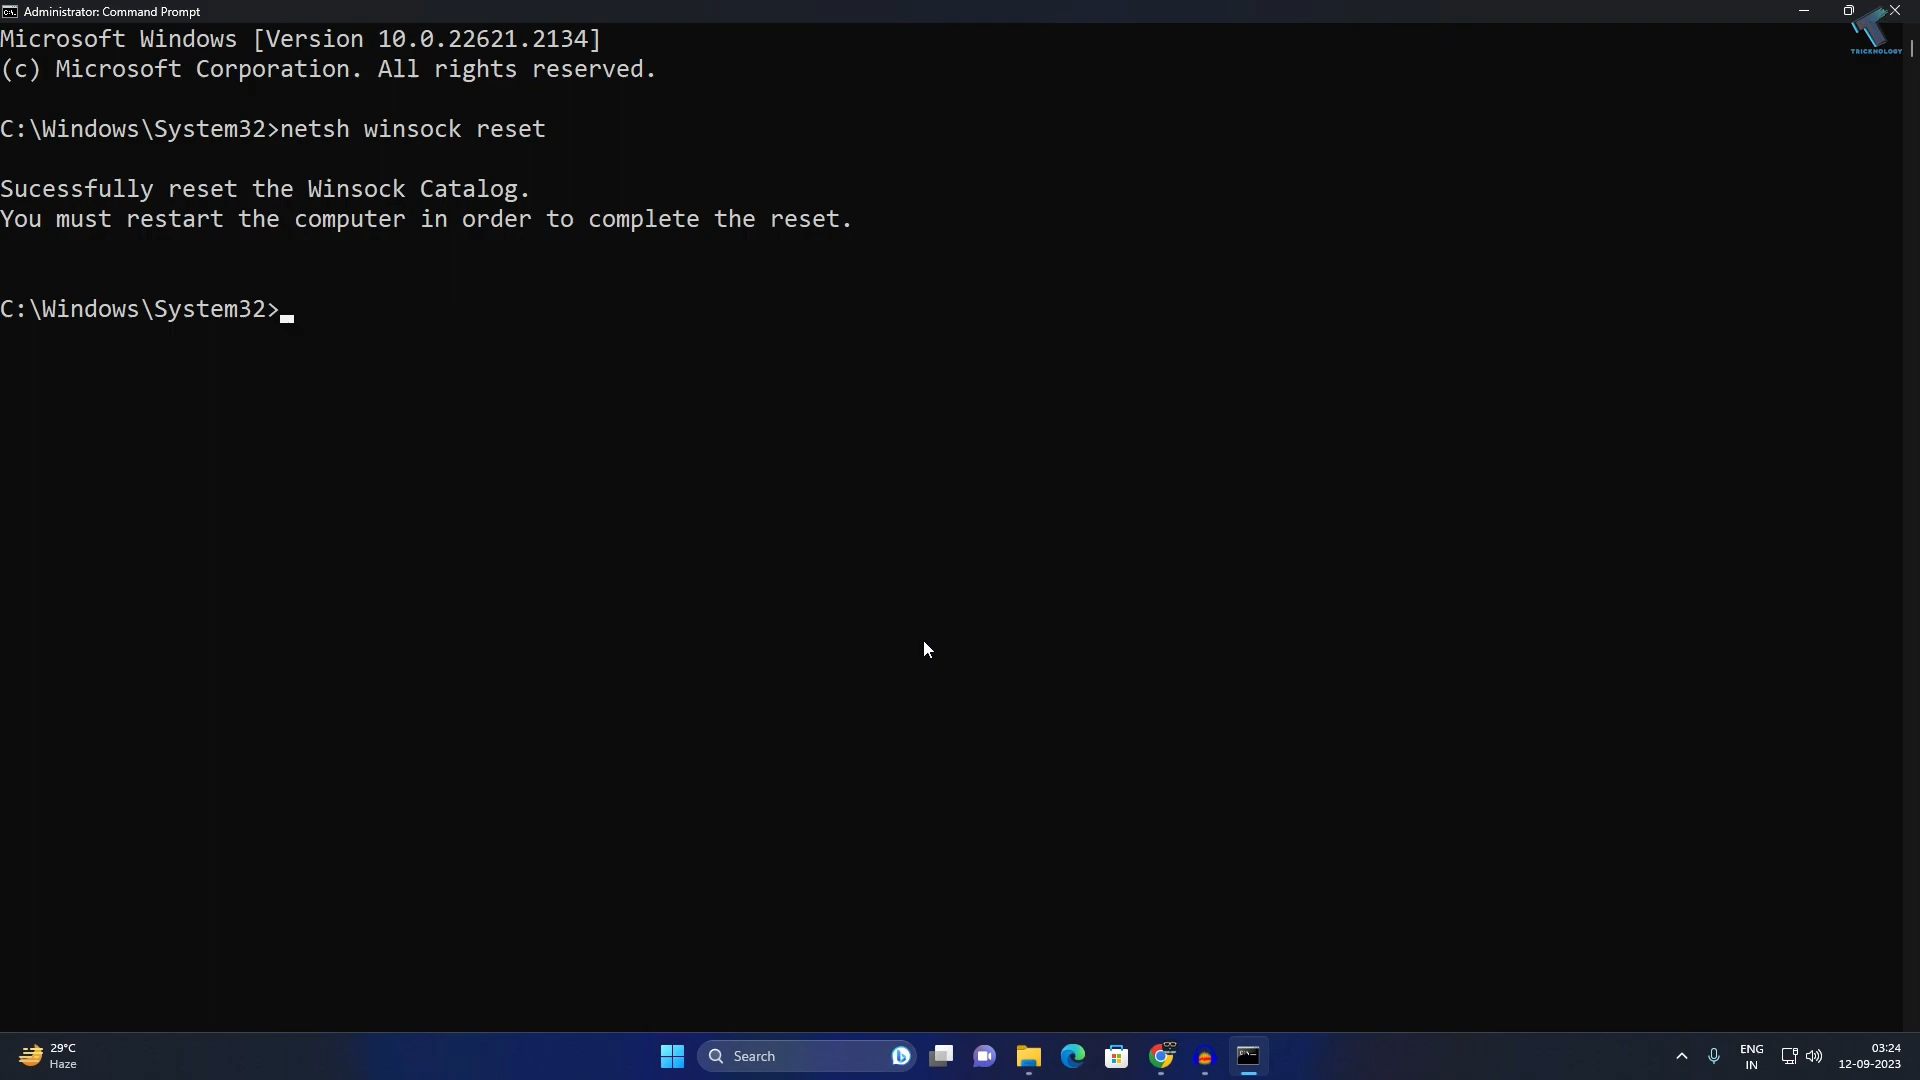 Administrator: Command Prompt
TRICKNOLOGY
Microsoft Windows [Version 10.0.22621.2134]
(c) Microsoft Corporation. All rights reserved.
C:\Windows\System32>netsh winsock reset
Sucessfully reset the Winsock Catalog.
You must restart the computer in order to complete the reset.
C:\Windows\System32>
29°C
Haze
Search
ENG
IN
03:24
12-09-2023